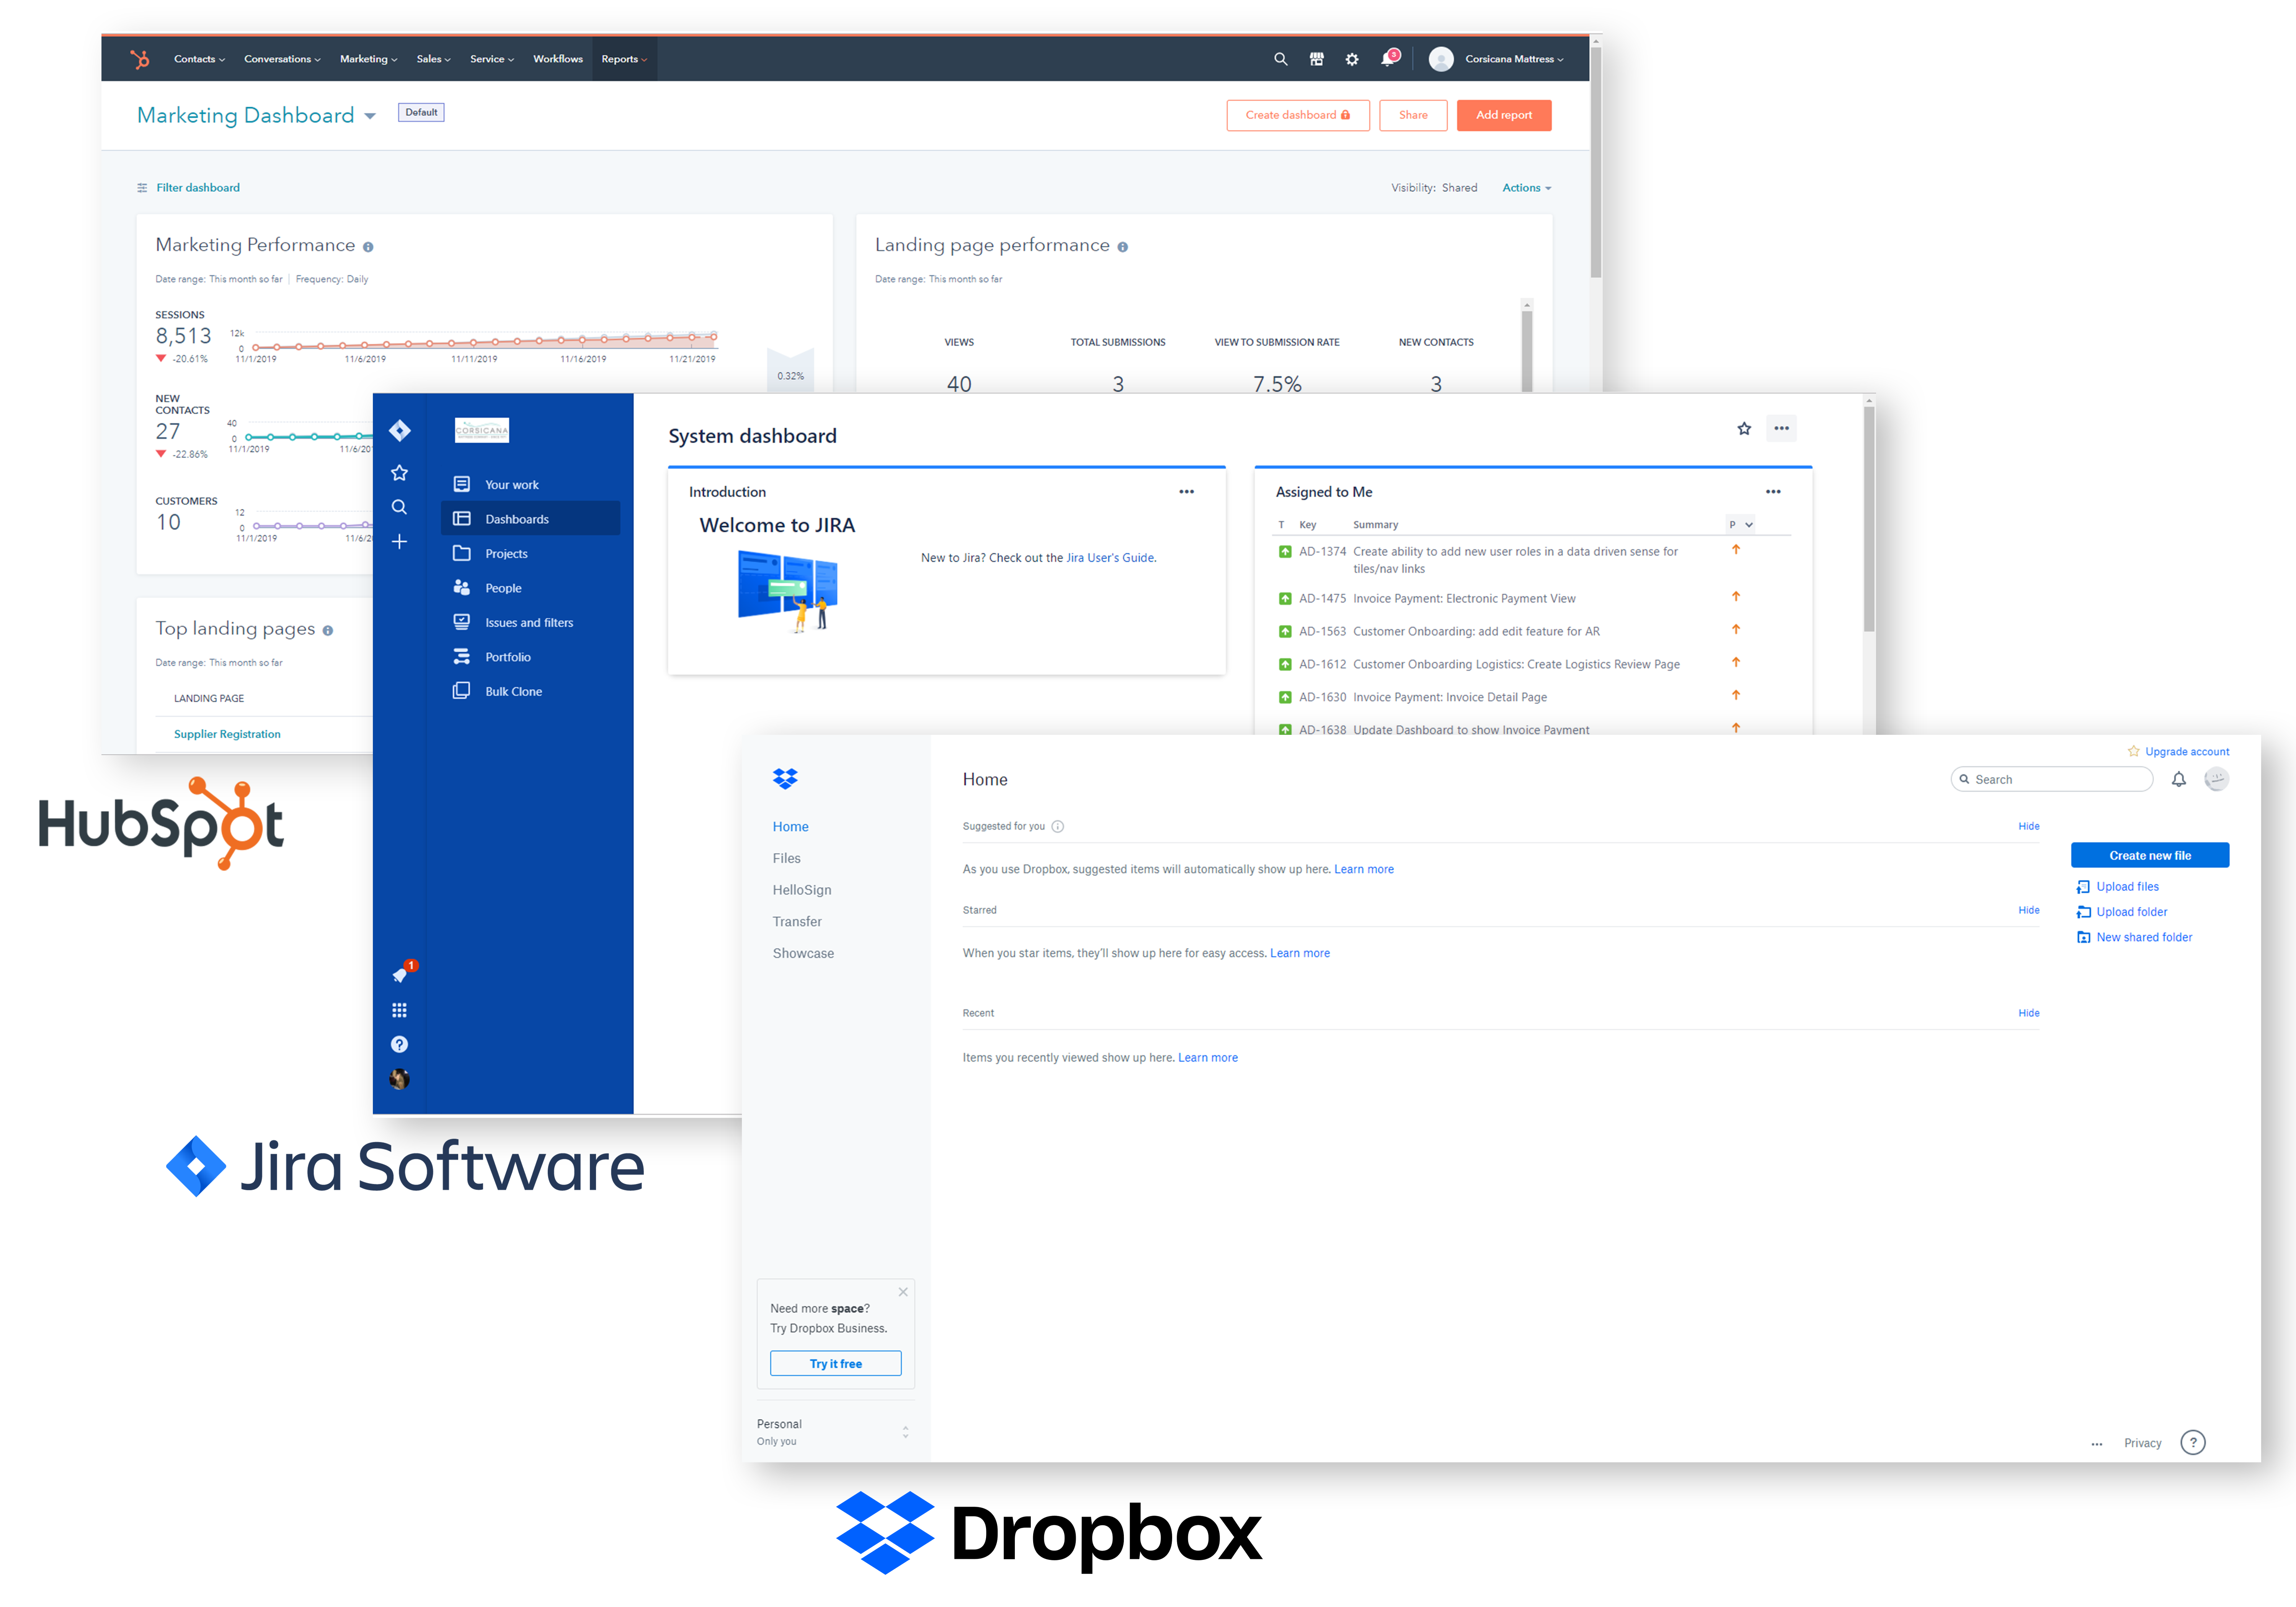 Contacts Conversations Marketing Sales Service Workflows Reports 3 Corsicana Mattress
Marketing Dashboard Default Create dashboard Share Add report
Filter dashboard Visibility: Shared Actions
Marketing Performance
Date range: This month so far | Frequency: Daily
SESSIONS
8,513
-20.61%
12k
0
11/1/2019 11/6/2019 11/11/2019 11/16/2019 11/21/2019
0.32%
NEW
CONTACTS
27
-22.86%
40
0
11/1/2019 11/6/20
CUSTOMERS
10
12
0
11/1/2019 11/6/2
Landing page performance
Date range: This month so far
VIEWS TOTAL SUBMISSIONS VIEW TO SUBMISSION RATE NEW CONTACTS
40 3 7.5% 3
Top landing pages
Date range: This month so far
LANDING PAGE
Supplier Registration
HubSpot
CORSICANA
Your work
Dashboards
Projects
People
Issues and filters
Portfolio
Bulk Clone
1
System dashboard
Introduction
Welcome to JIRA
New to Jira? Check out the Jira User's Guide.
Assigned to Me
T Key Summary P
AD-1374 Create ability to add new user roles in a data driven sense for
tiles/nav links
AD-1475 Invoice Payment: Electronic Payment View
AD-1563 Customer Onboarding: add edit feature for AR
AD-1612 Customer Onboarding Logistics: Create Logistics Review Page
AD-1630 Invoice Payment: Invoice Detail Page
AD-1638 Update Dashboard to show Invoice Payment
Jira Software
Upgrade account
Home
Search
Home
Files
HelloSign
Transfer
Showcase
Suggested for you Hide
As you use Dropbox, suggested items will automatically show up here. Learn more
Starred Hide
When you star items, they'll show up here for easy access. Learn more
Recent Hide
Items you recently viewed show up here. Learn more
Create new file
Upload files
Upload folder
New shared folder
Need more space?
Try Dropbox Business.
Try it free
Personal
Only you
... Privacy ?
Dropbox